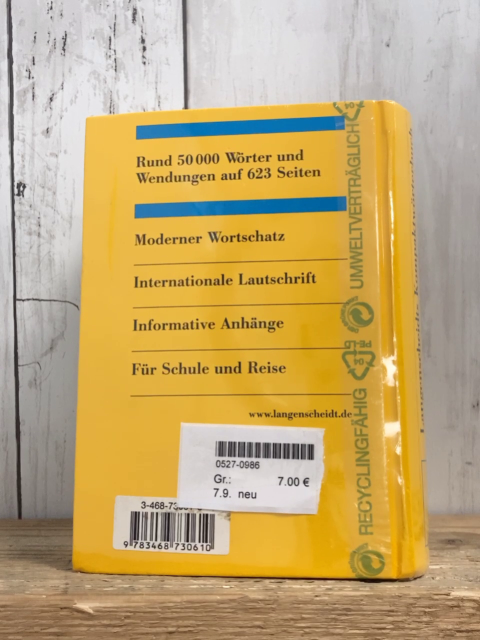 Rund 50 000 Wörter und
Wendungen auf 623 Seiten
Moderner Wortschatz
Internationale Lautschrift
Informative Anhänge
Für Schule und Reise
www.langenscheidt.de
0527-0986
Gr.: 7.00 €
7.9. neu
9 783468 730610
RECYCLINGFÄHIG
UMWELTVERTRÄGLICH